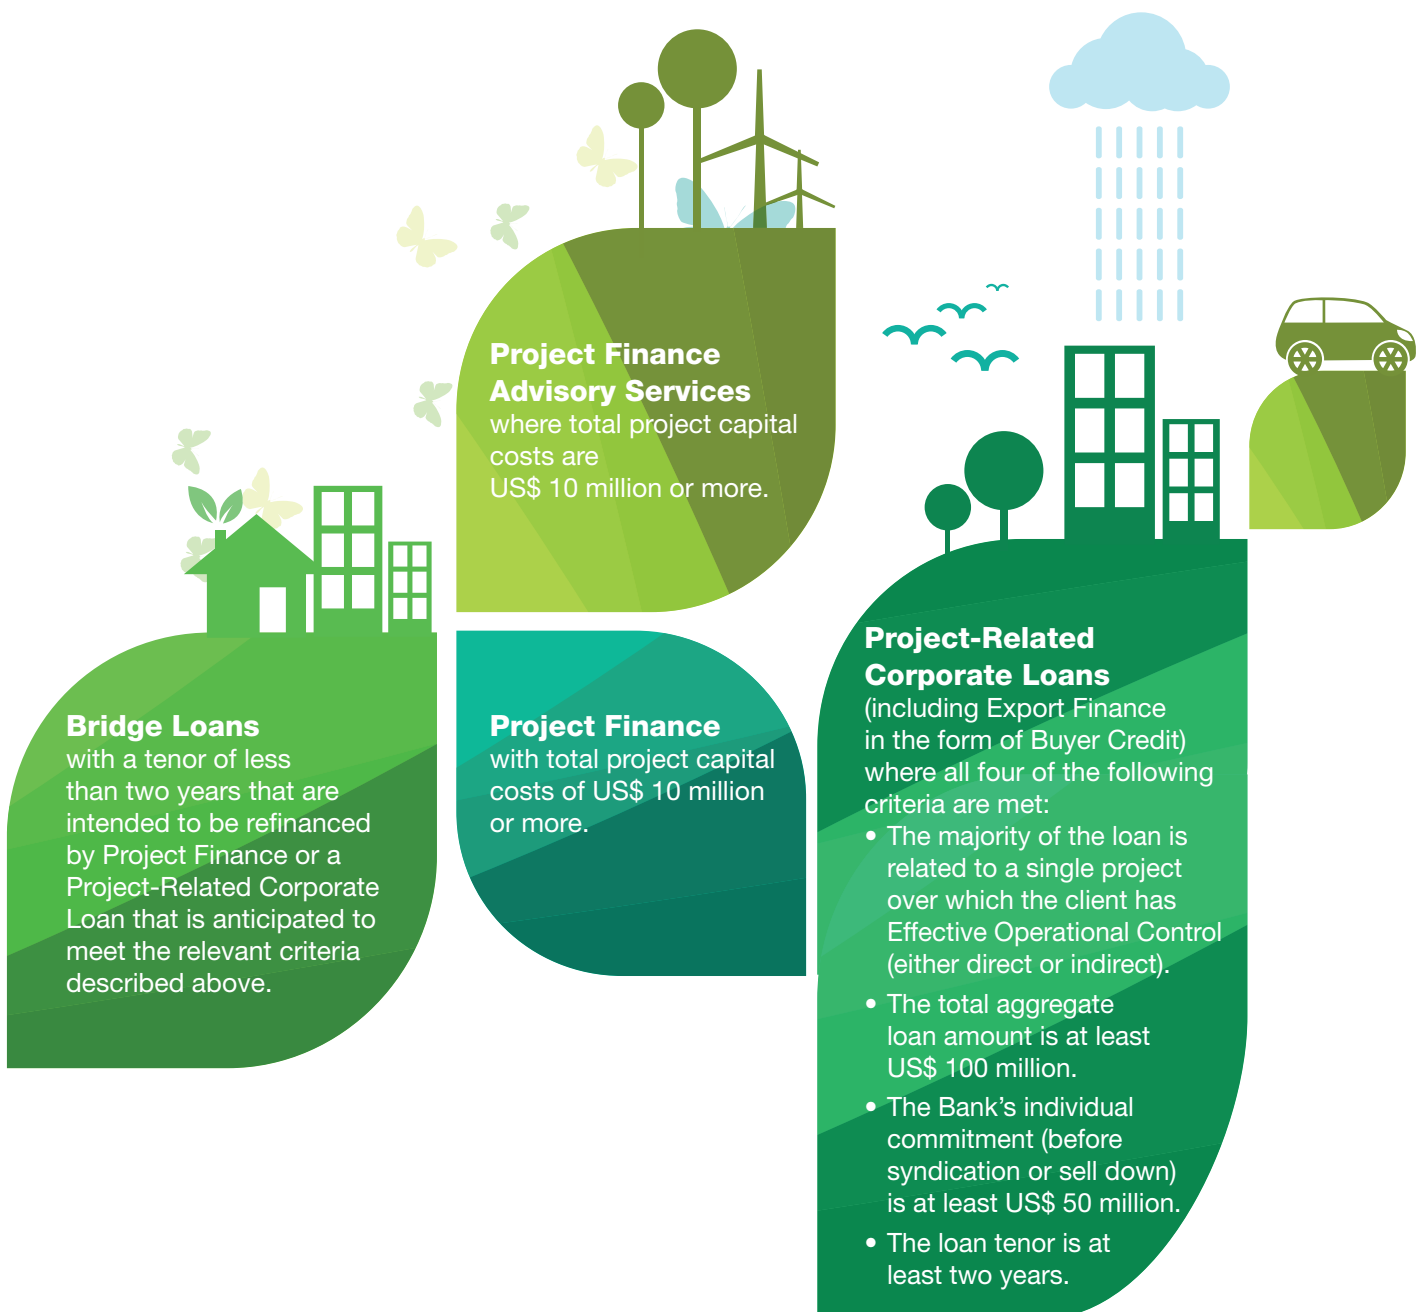 Project Finance
Advisory Services
where total project capital
costs are
US$ 10 million or more.
Bridge Loans
with a tenor of less
than two years that are
intended to be refinanced
by Project Finance or a
Project-Related Corporate
Loan that is anticipated to
meet the relevant criteria
described above.
Project Finance
with total project capital
costs of US$ 10 million
or more.
Project-Related
Corporate Loans
(including Export Finance
in the form of Buyer Credit)
where all four of the following
criteria are met:
• The majority of the loan is
related to a single project
over which the client has
Effective Operational Control
(either direct or indirect).
• The total aggregate
loan amount is at least
US$ 100 million.
• The Bank’s individual
commitment (before
syndication or sell down)
is at least US$ 50 million.
• The loan tenor is at
least two years.